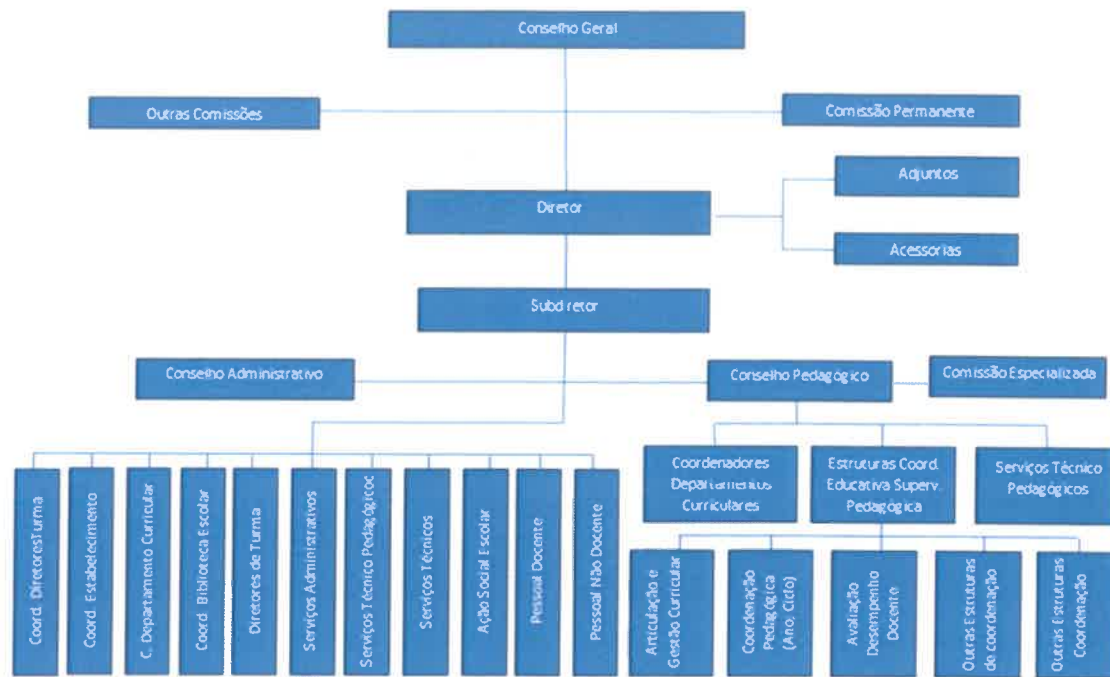 Conselho Geral
Outras Comissões
Comissão Permanente
Adjuntos
Diretor
Acessorias
Subdiretor
Conselho Administrativo
Conselho Pedagógico
Comissão Especializada
Coordenadores
Departamentos
Curriculares
Estruturas Coord.
Educativa Superv.
Pedagógica
Serviços Técnico
Pedagógicos
Coord. DiretoresTurma
Coord. Estabelecimento
C. Departamento Curricular
Coord. Biblioteca Escolar
Diretores de Turma
Serviços Administrativos
Serviços Técnico Pedagógicoc
Serviços Técnicos
Ação Social Escolar
Pessoal Docente
Pessoal Não Docente
Articulação e
Gestão Curricular
Coordenação
Pedagógica
(Ano, Ciclo)
Avaliação
Desempenho
Docente
Outras Estruturas
de coordenação
Outras Estruturas
Coordenação